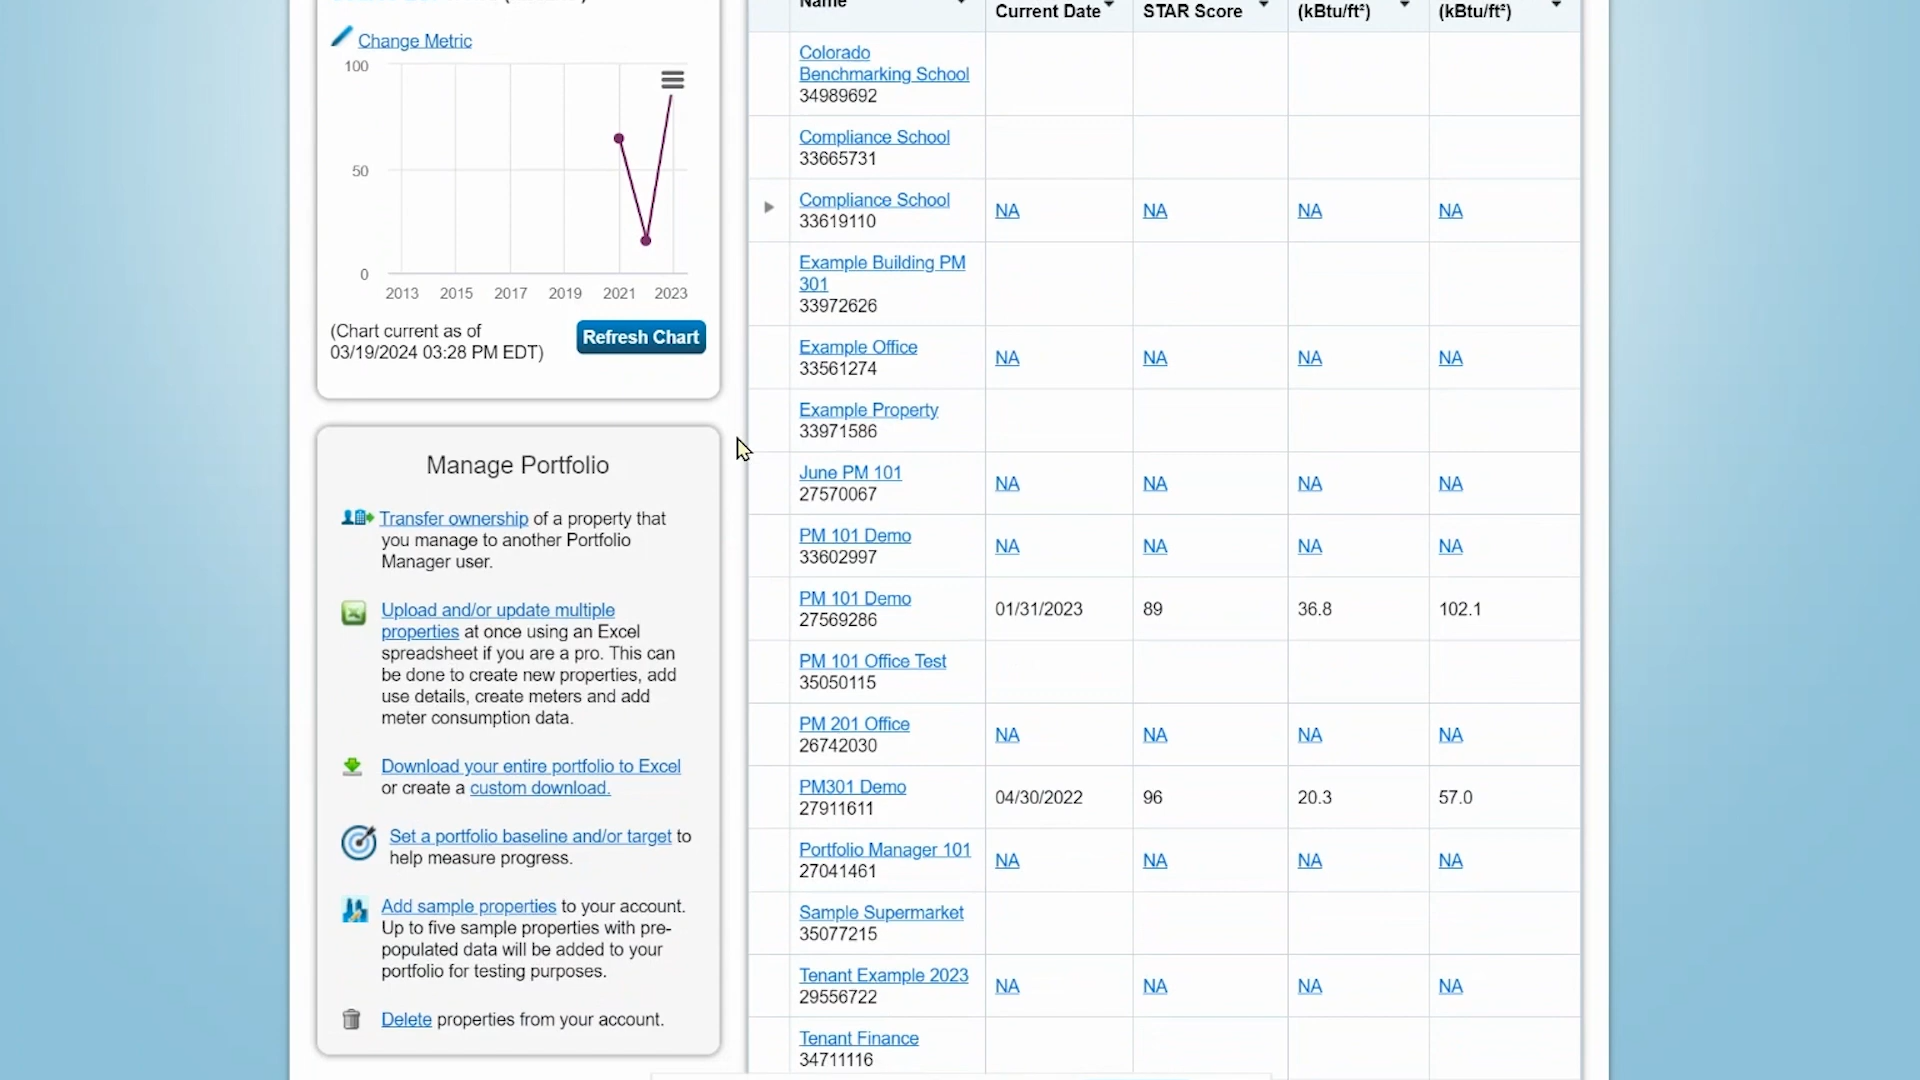 Change Metric
100
50
0
2013 2015 2017 2019 2021 2023
(Chart current as of
03/19/2024 03:28 PM EDT)
Refresh Chart
Manage Portfolio
Transfer ownership of a property that
you manage to another Portfolio
Manager user.
Upload and/or update multiple
properties at once using an Excel
spreadsheet if you are a pro. This can
be done to create new properties, add
use details, create meters and add
meter consumption data.
Download your entire portfolio to Excel
or create a custom download.
Set a portfolio baseline and/or target to
help measure progress.
Add sample properties to your account.
Up to five sample properties with pre-
populated data will be added to your
portfolio for testing purposes.
Delete properties from your account.
Name Current Date STAR Score (kBtu/ft²) (kBtu/ft²)
Colorado
Benchmarking School
34989692
Compliance School
33665731
Compliance School
33619110
NA NA NA NA
Example Building PM
301
33972626
Example Office
33561274
NA NA NA NA
Example Property
33971586
June PM 101
27570067
NA NA NA NA
PM 101 Demo
33602997
NA NA NA NA
PM 101 Demo
27569286
01/31/2023 89 36.8 102.1
PM 101 Office Test
35050115
PM 201 Office
26742030
NA NA NA NA
PM301 Demo
27911611
04/30/2022 96 20.3 57.0
Portfolio Manager 101
27041461
NA NA NA NA
Sample Supermarket
35077215
Tenant Example 2023
29556722
NA NA NA NA
Tenant Finance
34711116